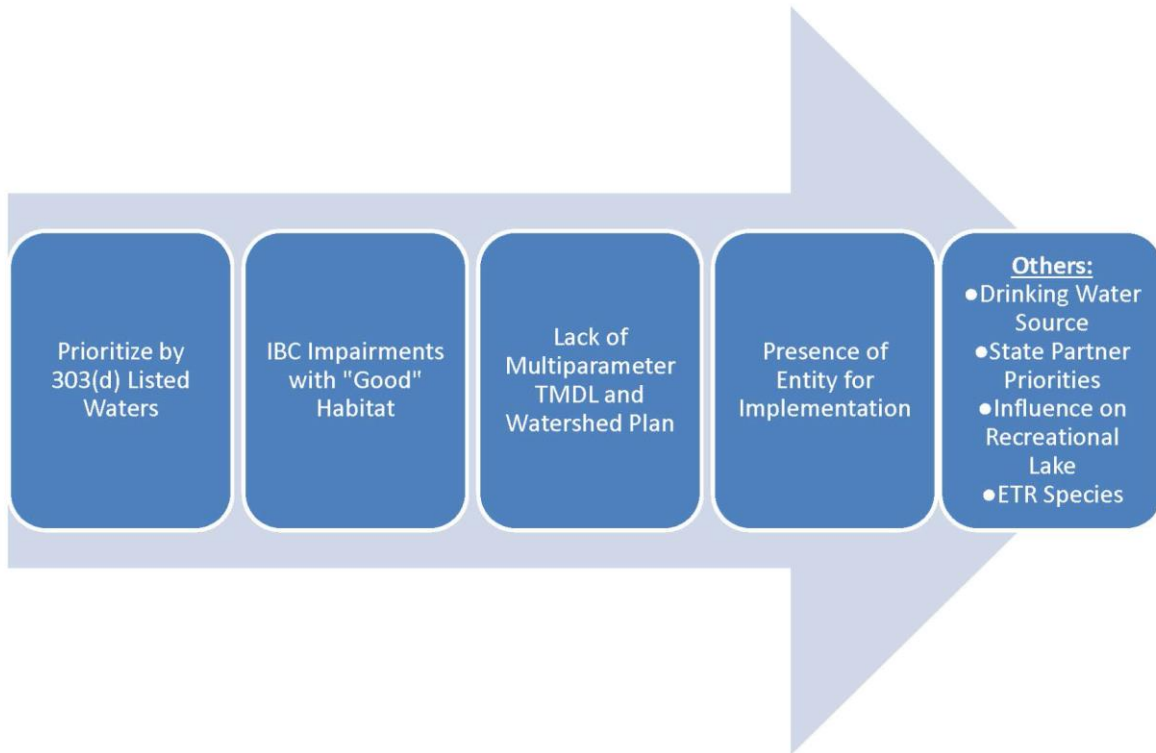 Prioritize by
303(d) Listed
Waters
IBC Impairments
with "Good"
Habitat
Lack of
Multiparameter
TMDL and
Watershed Plan
Presence of
Entity for
Implementation
Others:
●Drinking Water
Source
●State Partner
Priorities
●Influence on
Recreational
Lake
●ETR Species